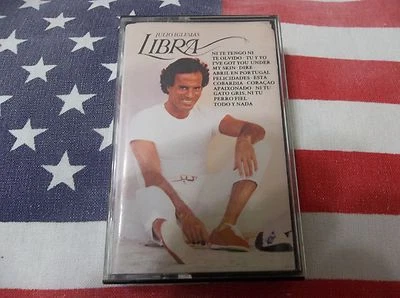 JULIO IGLESIAS
LIBRA
NI TE TENGO NI
TE OLVIDO · TU Y YO
I'VE GOT YOU UNDER
MY SKIN · DIRE
ABRIL EN PORTUGAL
FELICIDADES · ESTA
COBARDIA · CORAÇAO
APAIXONADO · NI TU
GATO GRIS, NI TU
PERRO FIEL
TODO Y NADA